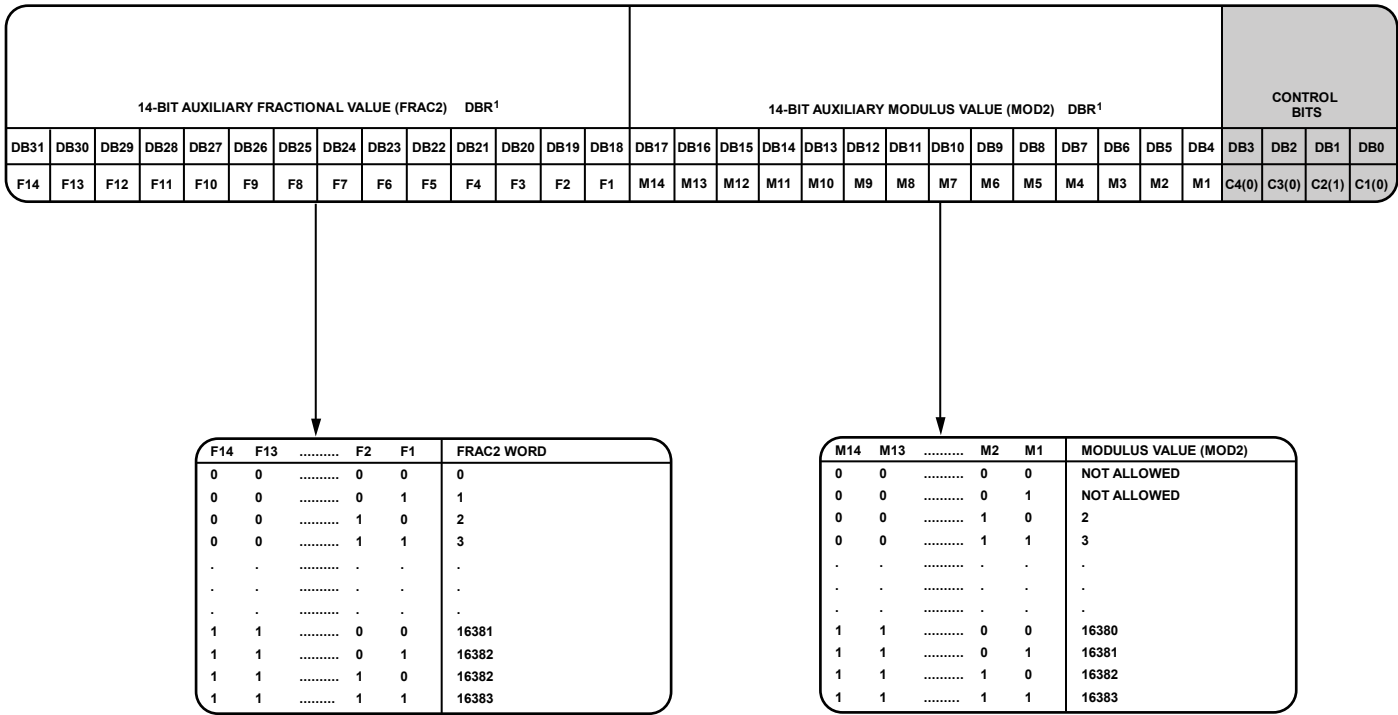 14-BIT AUXILIARY FRACTIONAL VALUE (FRAC2) DBR1 14-BIT AUXILIARY MODULUS VALUE (MOD2) DBR1 CONTROL BITS
DB31 DB30 DB29 DB28 DB27 DB26 DB25 DB24 DB23 DB22 DB21 DB20 DB19 DB18 DB17 DB16 DB15 DB14 DB13 DB12 DB11 DB10 DB9 DB8 DB7 DB6 DB5 DB4 DB3 DB2 DB1 DB0
F14 F13 F12 F11 F10 F9 F8 F7 F6 F5 F4 F3 F2 F1 M14 M13 M12 M11 M10 M9 M8 M7 M6 M5 M4 M3 M2 M1 C4(0) C3(0) C2(1) C1(0)
F14 F13 .......... F2 F1 FRAC2 WORD
0 0 .......... 0 0 0
0 0 .......... 0 1 1
0 0 .......... 1 0 2
0 0 .......... 1 1 3
. . .......... . . .
. . .......... . . .
. . .......... . . .
1 1 .......... 0 0 16381
1 1 .......... 0 1 16382
1 1 .......... 1 0 16382
1 1 ......... 1 1 16383
M14 M13 .......... M2 M1 MODULUS VALUE (MOD2)
0 0 .......... 0 0 NOT ALLOWED
0 0 .......... 0 1 NOT ALLOWED
0 0 .......... 1 0 2
0 0 .......... 1 1 3
. . .......... . . .
. . .......... . . .
. . .......... . . .
1 1 .......... 0 0 16380
1 1 .......... 0 1 16381
1 1 .......... 1 0 16382
1 1 ......... 1 1 16383